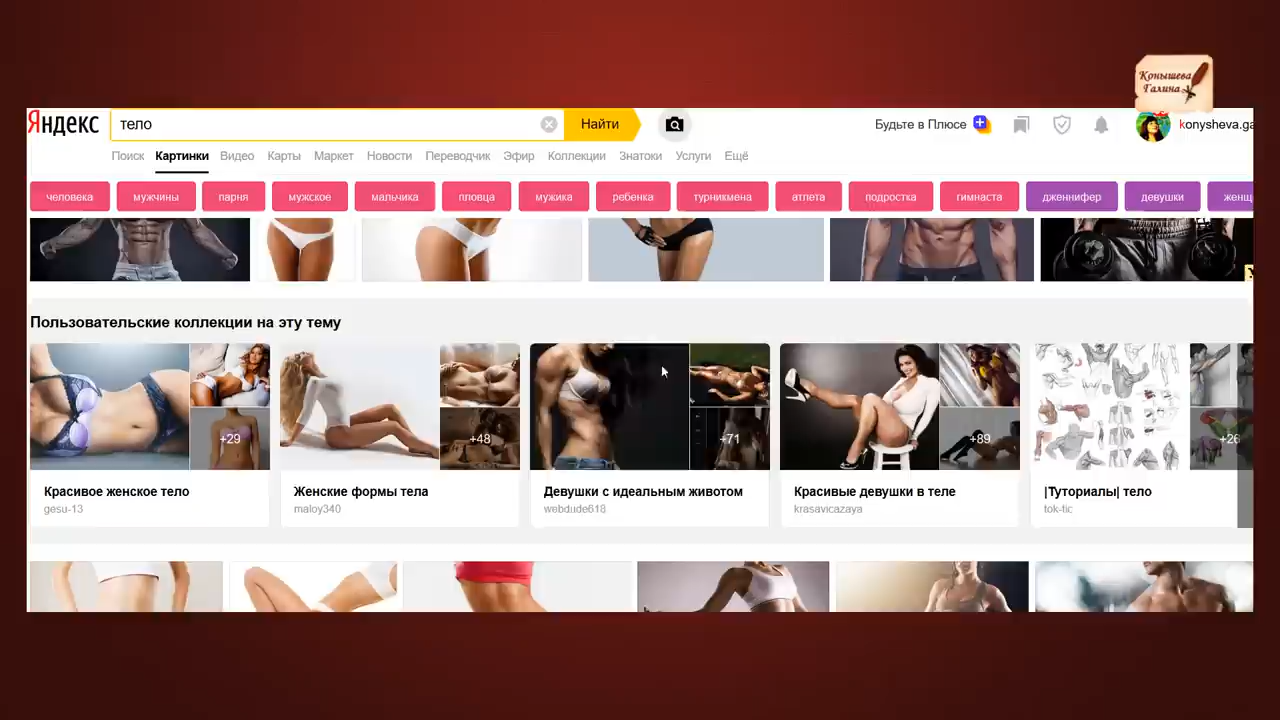 Конышева
Галина
Яндекс
тело
Найти
Будьте в Плюсе
konysheva.ga
Поиск Картинки Видео Карты Маркет Новости Переводчик Эфир Коллекции Знатоки Услуги Ещё
человека мужчины парня мужское мальчика пловца мужика ребенка турникмена атлета подростка гимнаста дженнифер девушки женщ
Пользовательские коллекции на эту тему
+29 +48 +71 +89 +26
Красивое женское тело Женские формы тела Девушки с идеальным животом Красивые девушки в теле |Туториалы| тело
gesu-13 maloy340 webdude618 krasavicazaya tok-tic